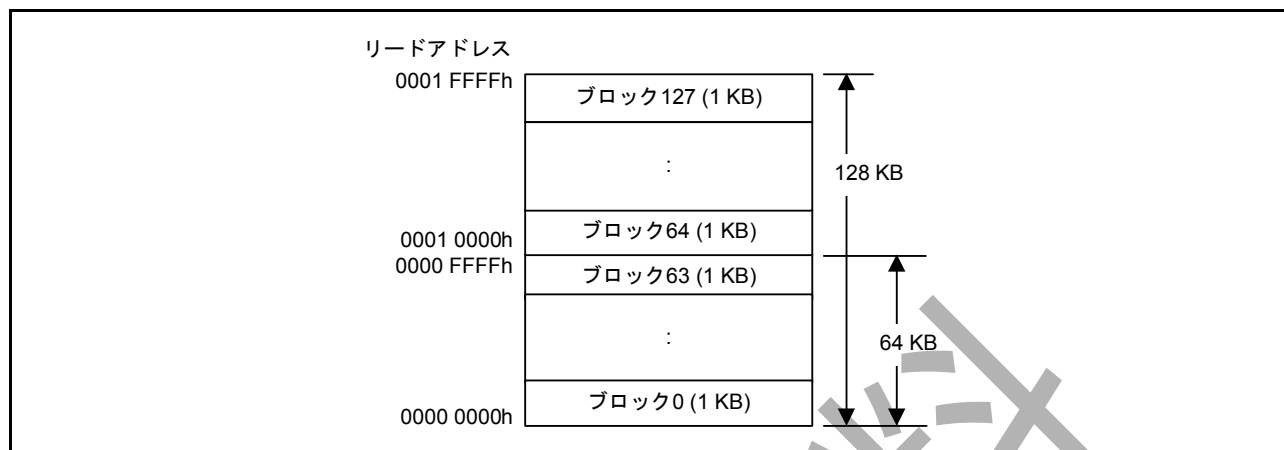 リードアドレス
0001 FFFFh
ブロック127 (1 KB)
:
128 KB
ブロック64 (1 KB)
0001 0000h
0000 FFFFh
ブロック63 (1 KB)
:
64 KB
ブロック0 (1 KB)
0000 0000h